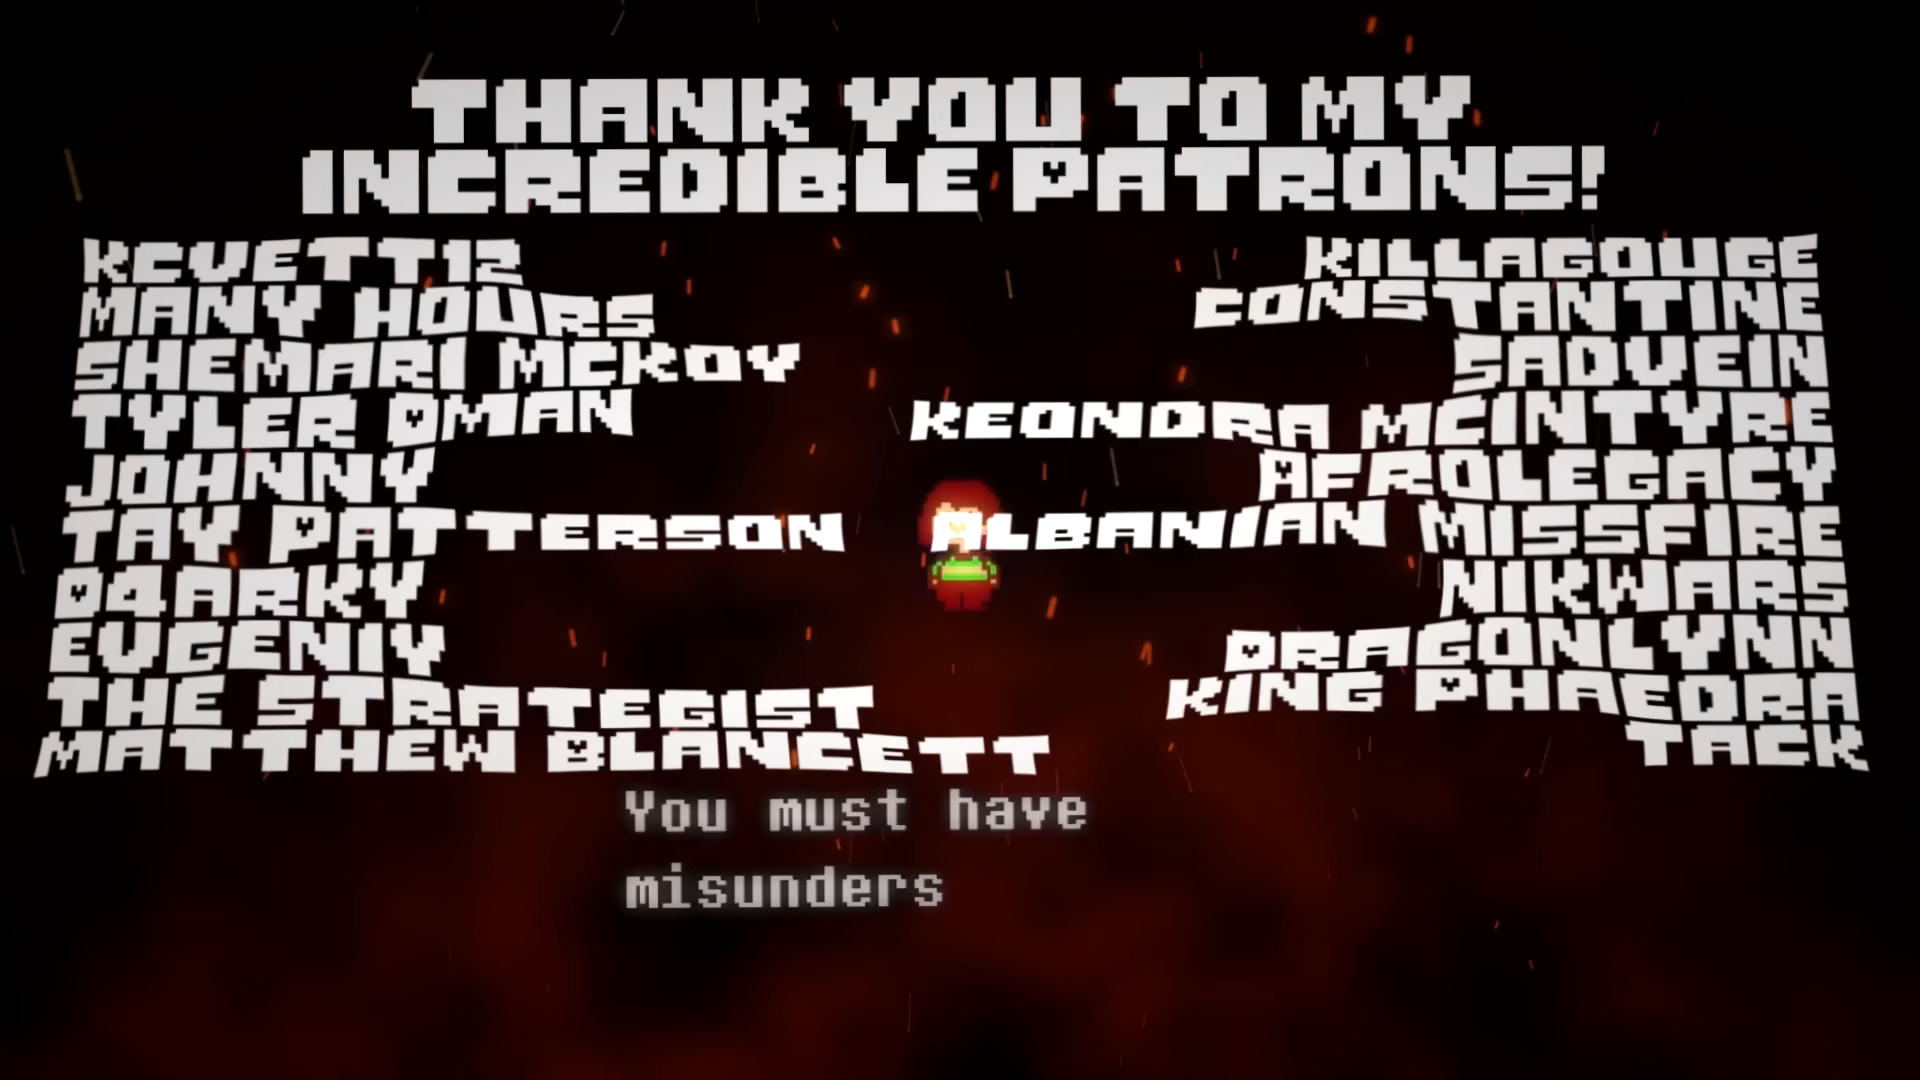 THANK YOU TO MY
INCREDIBLE PATRONS!
KCVETT12
MANY HOURS
SHEMARI MCKOY
TYLER OMAN
JOHNNY
TAY PATTERSON
D4ARKY
EVGENIY
THE STRATEGIST
MATTHEW BLANCETT
KILLAGOUGE
CONSTANTINE
SADVEIN
KEONDRA MCINTYRE
AFROLEGACY
ALBANIAN MISSFIRE
NIKWARS
DRAGONLYNN
KING PHAEDRA
TACK
You must have
misunders